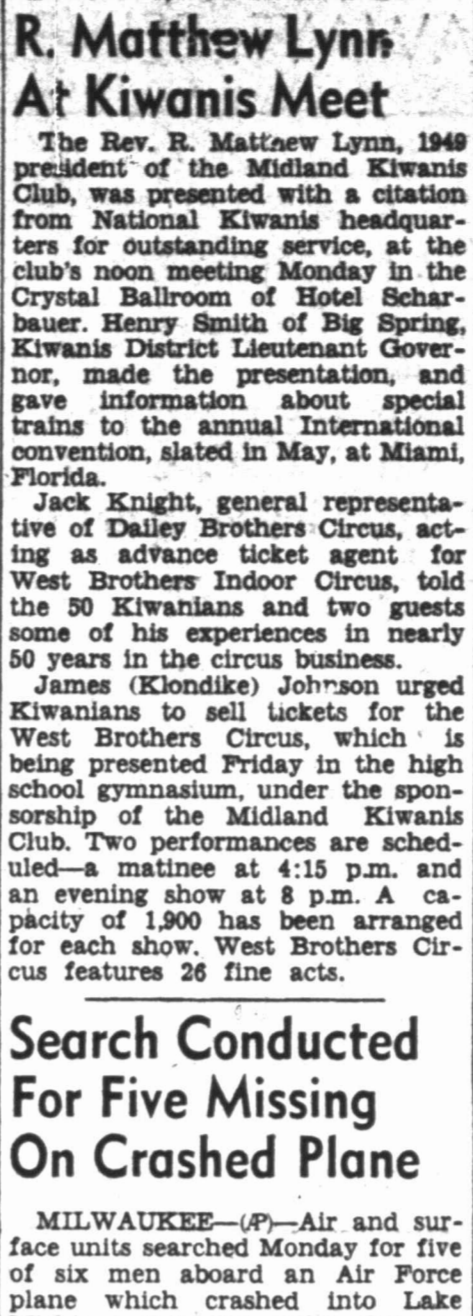 R. Matthew Lynn
At Kiwanis Meet
The Rev. R. Matthew Lynn, 1949
president of the Midland Kiwanis
Club, was presented with a citation
from National Kiwanis headquar-
ters for outstanding service, at the
club's noon meeting Monday in the
Crystal Ballroom of Hotel Schar-
bauer. Henry Smith of Big Spring,
Kiwanis District Lieutenant Gover-
nor, made the presentation, and
gave information about special
trains to the annual International
convention, slated in May, at Miami,
Florida.
Jack Knight, general representa-
tive of Dailey Brothers Circus, act-
ing as advance ticket agent for
West Brothers Indoor Circus, told
the 50 Kiwanians and two guests
some of his experiences in nearly
50 years in the circus business.
James (Klondike) Johnson urged
Kiwanians to sell tickets for the
West Brothers Circus, which is
being presented Friday in the high
school gymnasium, under the spon-
sorship of the Midland Kiwanis
Club. Two performances are sched-
uled—a matinee at 4:15 p.m. and
an evening show at 8 p.m. A ca-
pacity of 1,900 has been arranged
for each show. West Brothers Cir-
cus features 26 fine acts.
Search Conducted
For Five Missing
On Crashed Plane
MILWAUKEE—(AP)—Air and sur-
face units searched Monday for five
of six men aboard an Air Force
plane which crashed into Lake